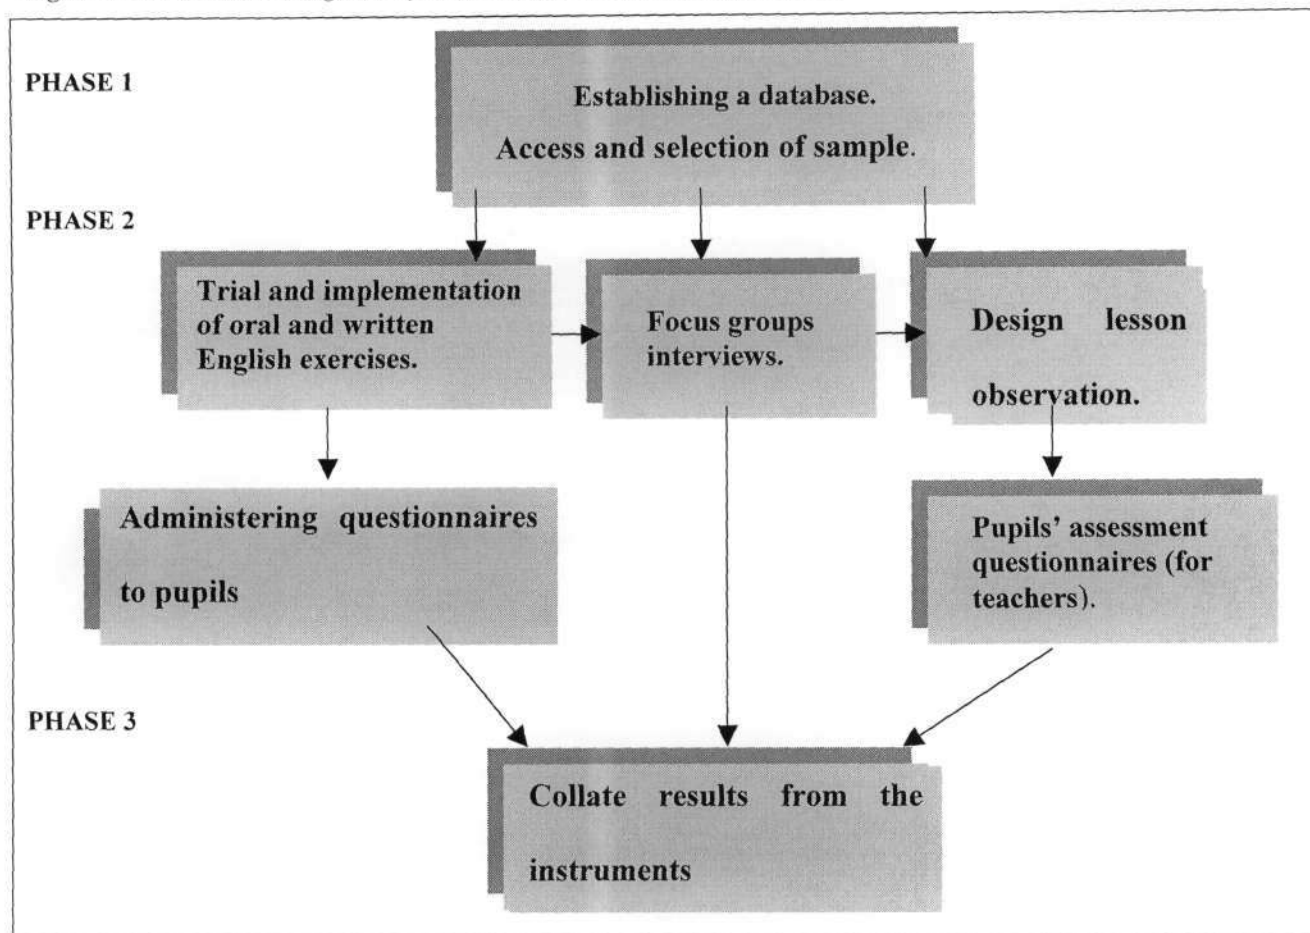 PHASE 1
Establishing a database.
Access and selection of sample.
PHASE 2
Trial and implementation
of oral and written
English exercises.
Focus groups
interviews.
Design lesson
observation.
Administering questionnaires
to pupils
Pupils’ assessment
questionnaires (for
teachers).
PHASE 3
Collate results from the
instruments